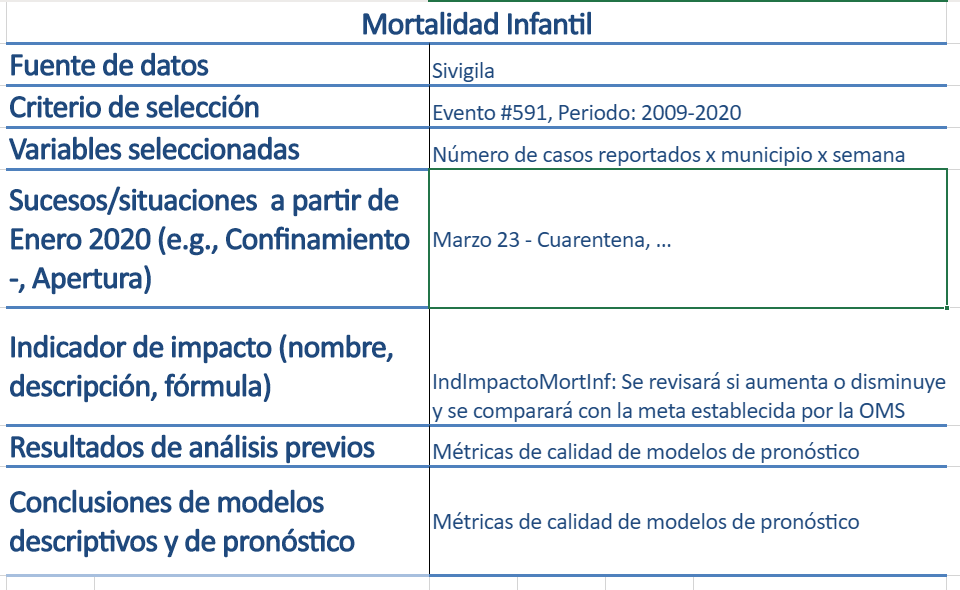 Mortalidad Infantil
Fuente de datos
Sivigila
Criterio de selección
Evento #591, Periodo: 2009-2020
Variables seleccionadas
Número de casos reportados x municipio x semana
Sucesos/situaciones  a partir de
Enero 2020 (e.g., Confinamiento
-, Apertura)
Marzo 23 - Cuarentena, ...
Indicador de impacto (nombre,
descripción, fórmula)
IndImpactoMortInf: Se revisará si aumenta o disminuye
y se comparará con la meta establecida por la OMS
Resultados de análisis previos
Métricas de calidad de modelos de pronóstico
Conclusiones de modelos
descriptivos y de pronóstico
Métricas de calidad de modelos de pronóstico